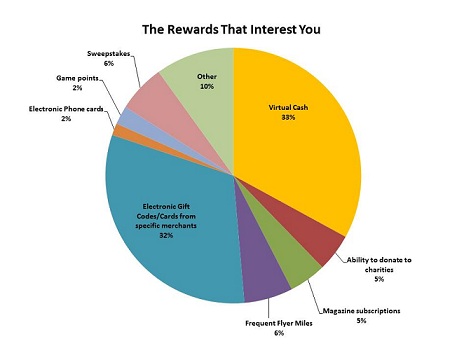 The Rewards That Interest You
Sweepstakes
6%
Game points
2%
Electronic Phone cards
2%
Other
10%
Virtual Cash
33%
Electronic Gift
Codes/Cards from
specific merchants
32%
Ability to donate to
charities
5%
Magazine subscriptions
5%
Frequent Flyer Miles
6%